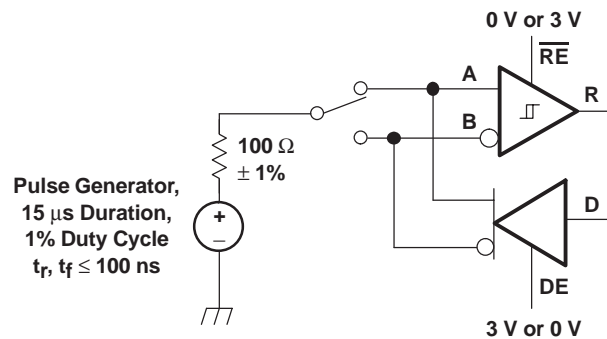 0 V or 3 V
RE
A
R
B
100 Ω
± 1%
Pulse Generator,
15 μs Duration,
1% Duty Cycle
tr, tf ≤ 100 ns
+
_
D
DE
3 V or 0 V